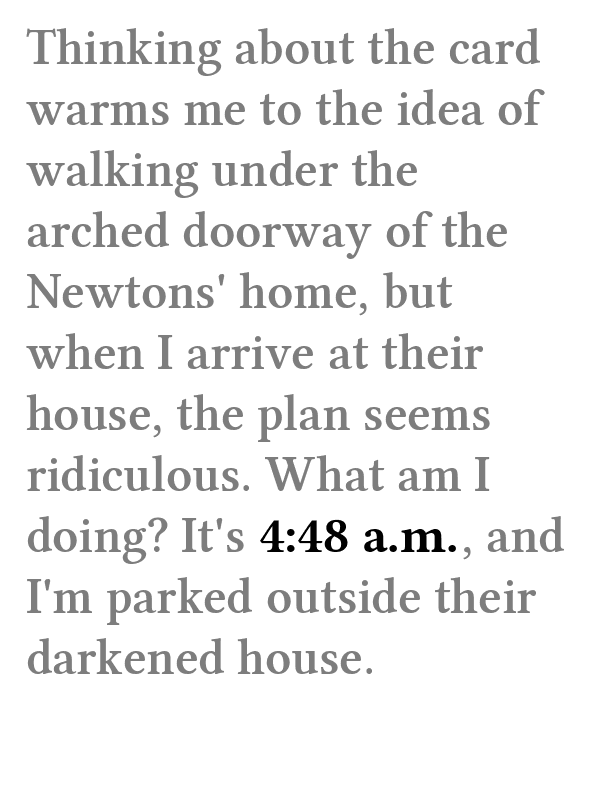 Thinking about the card
warms me to the idea of
walking under the
arched doorway of the
Newtons' home, but
when I arrive at their
house, the plan seems
ridiculous. What am I
doing? It's 4:48 a.m., and
I'm parked outside their
darkened house.